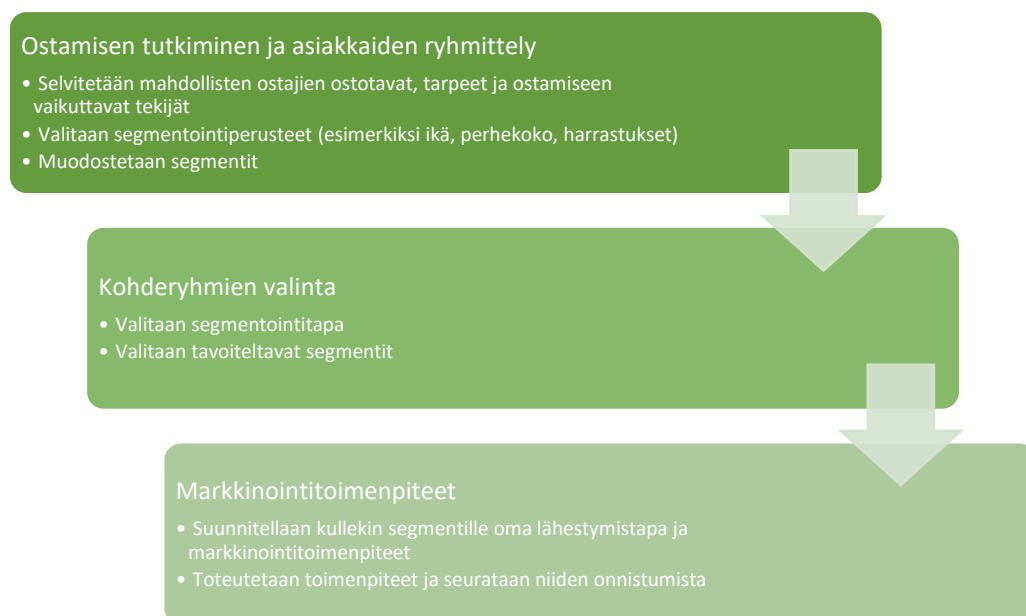 Ostamisen tutkiminen ja asiakkaiden ryhmittely
• Selvitetään mahdollisten ostajien ostotavat, tarpeet ja ostamiseen
vaikuttavat tekijät
• Valitaan segmentointiperusteet (esimerkiksi ikä, perhekoko, harrastukset)
• Muodostetaan segmentit
Kohderyhmien valinta
• Valitaan segmentointitapa
• Valitaan tavoiteltavat segmentit
Markkinointitoimenpiteet
• Suunnitellaan kullekin segmentille oma lähestymistapa ja
markkinointitoimenpiteet
• Toteutetaan toimenpiteet ja seurataan niiden onnistumista